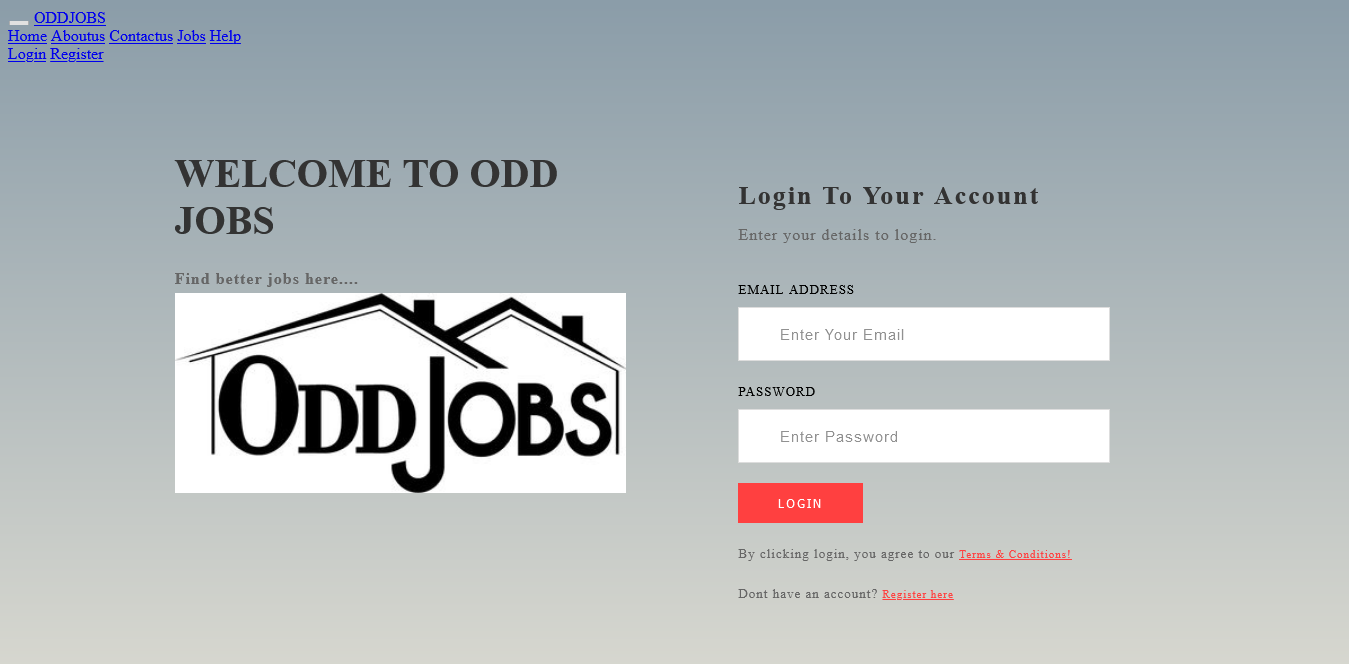 ODDJOBS
Home Aboutus Contactus Jobs Help
Login Register
WELCOME TO ODD
JOBS
Find better jobs here....
ODD JOBS
Login To Your Account
Enter your details to login.
EMAIL ADDRESS
Enter Your Email
PASSWORD
Enter Password
LOGIN
By clicking login, you agree to our Terms & Conditions!
Dont have an account? Register here